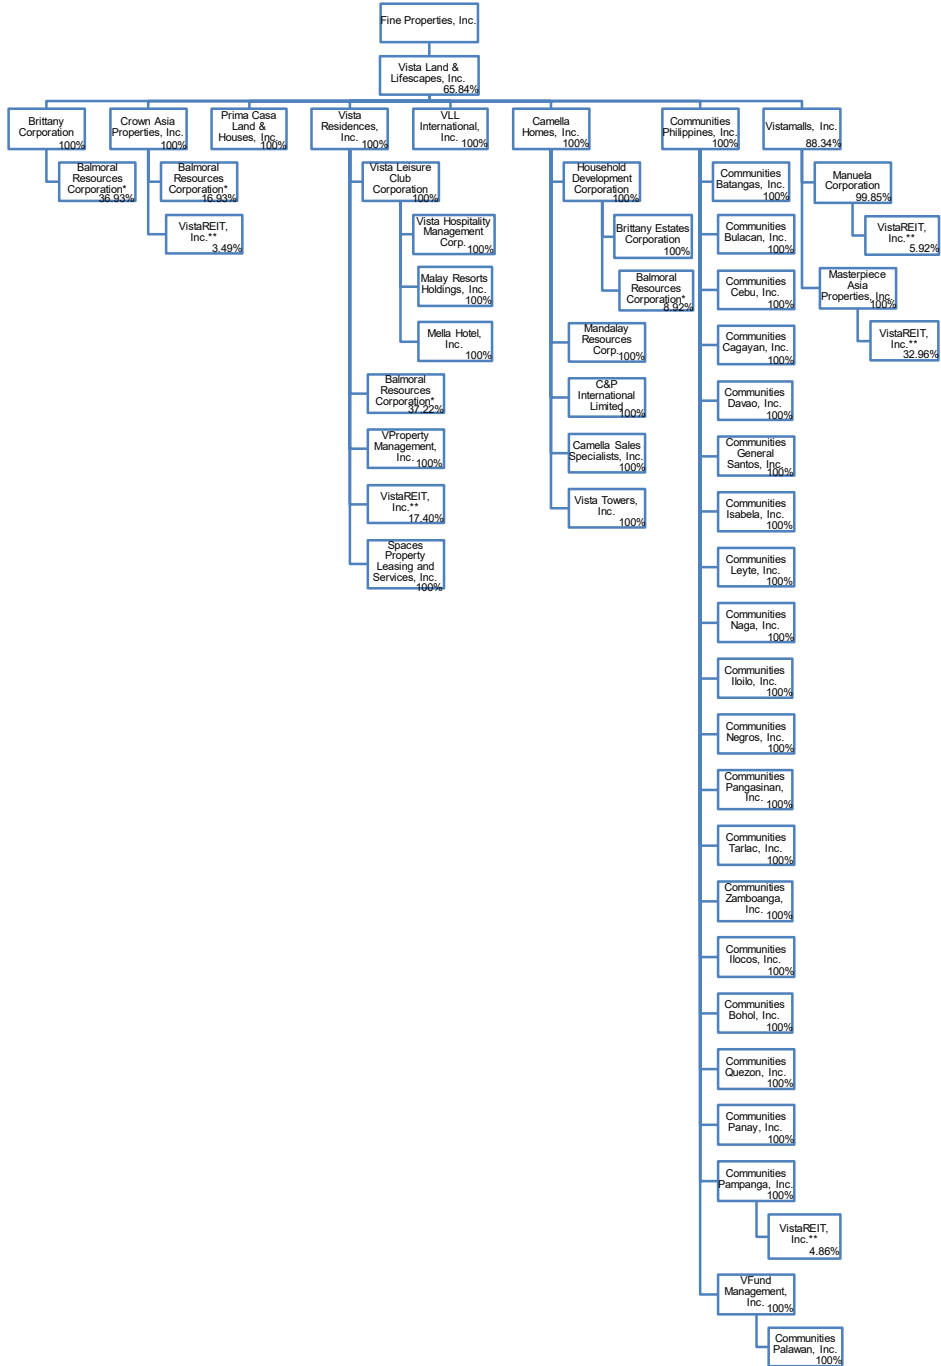 Fine Properties, Inc.
Vista Land &
Lifescapes, Inc.
65.84%
Brittany
Corporation
100%
Balmoral
Resources
Corporation*
36.93%
Crown Asia
Properties, Inc.
100%
Balmoral
Resources
Corporation*
16.93%
VistaREIT,
Inc.**
3.49%
Prima Casa
Land &
Houses, Inc.
100%
Vista
Residences,
Inc.
100%
Vista Leisure
Club
Corporation
100%
Vista Hospitality
Management
Corp.
100%
Malay Resorts
Holdings, Inc.
100%
Mella Hotel,
Inc.
100%
Balmoral
Resources
Corporation*
37.22%
VProperty
Management,
Inc.
100%
VistaREIT,
Inc.**
17.40%
Spaces
Property
Leasing and
Services, Inc.
100%
VLL
International,
Inc.
100%
Camella
Homes, Inc.
100%
Household
Development
Corporation
100%
Brittany Estates
Corporation
100%
Balmoral
Resources
Corporation*
8.92%
Mandalay
Resources
Corp.
100%
C&P
International
Limited
100%
Camella Sales
Specialists, Inc.
100%
Vista Towers,
Inc.
100%
Communities
Philippines, Inc.
100%
Communities
Batangas, Inc.
100%
Communities
Bulacan, Inc.
100%
Communities
Cebu, Inc.
100%
Communities
Cagayan, Inc.
100%
Communities
Davao, Inc.
100%
Communities
General
Santos, Inc.
100%
Communities
Isabela, Inc.
100%
Communities
Leyte, Inc.
100%
Communities
Naga, Inc.
100%
Communities
Iloilo, Inc.
100%
Communities
Negros, Inc.
100%
Communities
Pangasinan,
Inc.
100%
Communities
Tarlac, Inc.
100%
Communities
Zamboanga,
Inc.
100%
Communities
Ilocos, Inc.
100%
Communities
Bohol, Inc.
100%
Communities
Quezon, Inc.
100%
Communities
Panay, Inc.
100%
Communities
Pampanga, Inc.
100%
VistaREIT,
Inc.**
4.86%
VFund
Management,
Inc.
100%
Communities
Palawan, Inc.
100%
Vistamalls, Inc.
88.34%
Manuela
Corporation
99.85%
VistaREIT,
Inc.**
5.92%
Masterpiece
Asia
Properties, Inc.
100%
VistaREIT,
Inc.**
32.96%